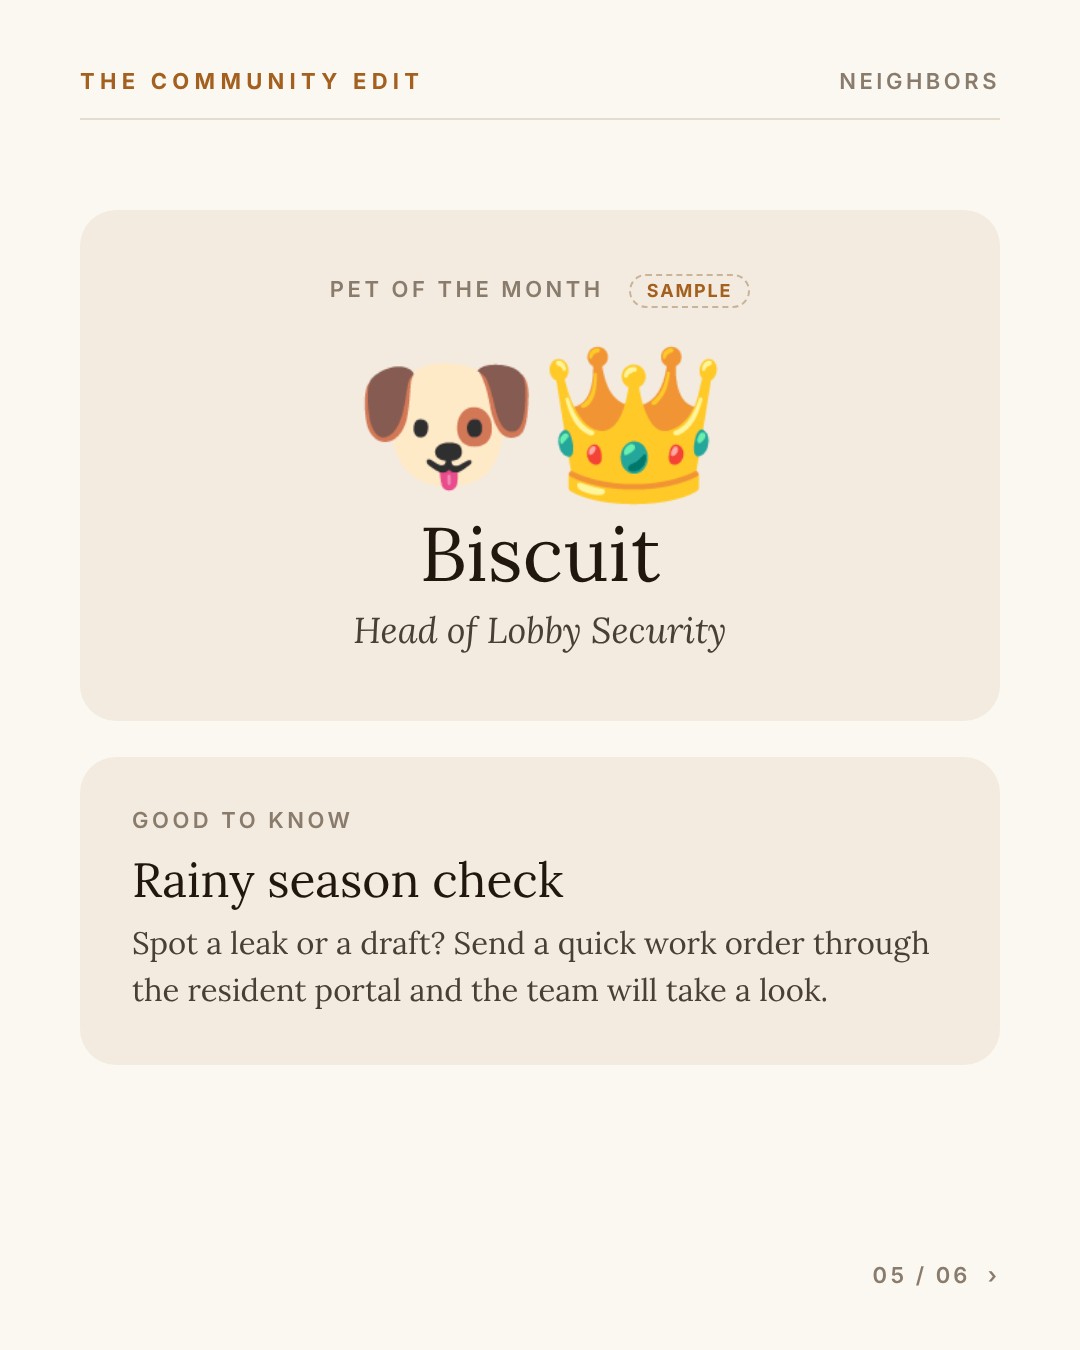 THE COMMUNITY EDIT
NEIGHBORS
PET OF THE MONTH SAMPLE
Biscuit
Head of Lobby Security
GOOD TO KNOW
Rainy season check
Spot a leak or a draft? Send a quick work order through
the resident portal and the team will take a look.
05 / 06 ›